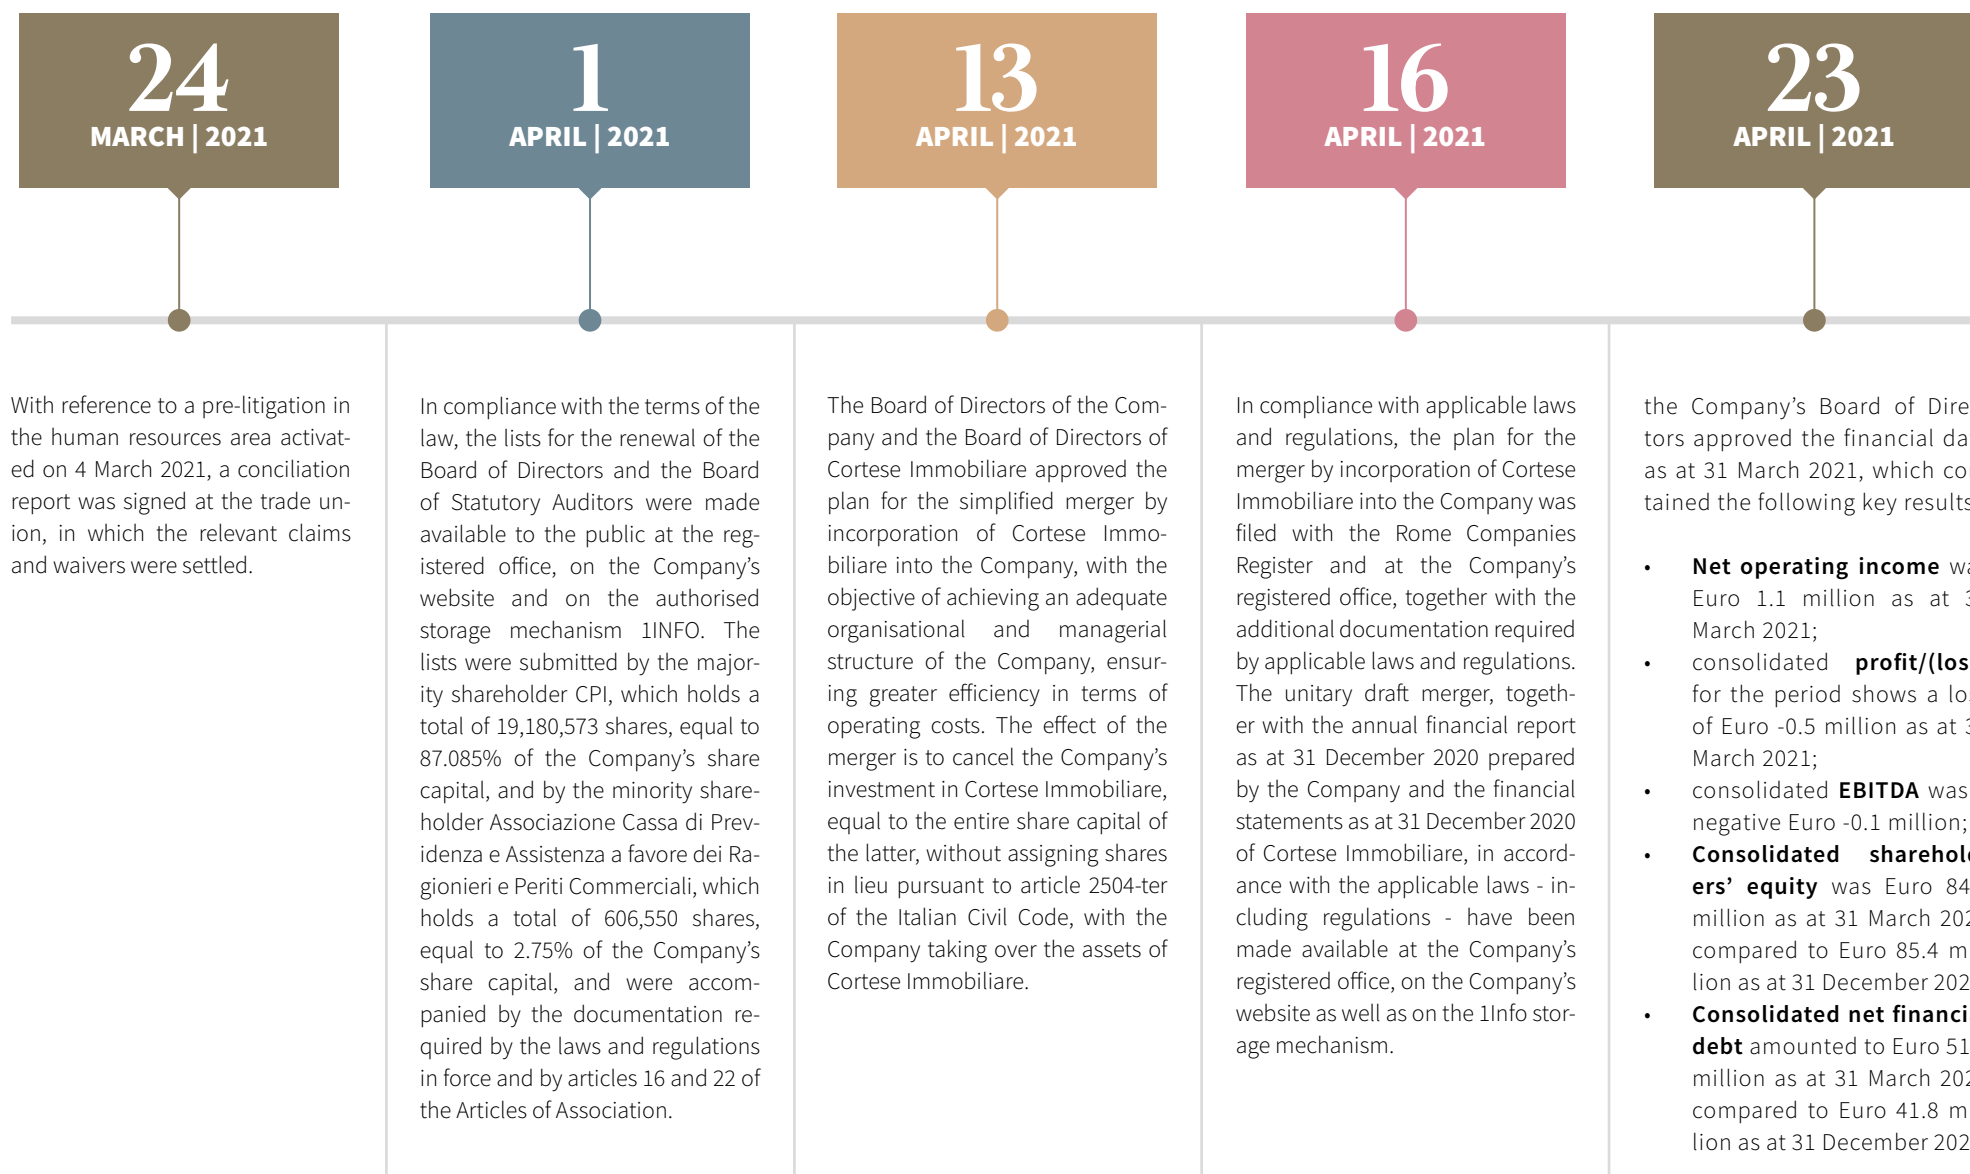 24
MARCH | 2021
With reference to a pre-litigation in
the human resources area activat-
ed on 4 March 2021, a conciliation
report was signed at the trade un-
ion, in which the relevant claims
and waivers were settled.
1
APRIL | 2021
In compliance with the terms of the
law, the lists for the renewal of the
Board of Directors and the Board
of Statutory Auditors were made
available to the public at the reg-
istered office, on the Company’s
website and on the authorised
storage mechanism 1INFO. The
lists were submitted by the major-
ity shareholder CPI, which holds a
total of 19,180,573 shares, equal to
87.085% of the Company’s share
capital, and by the minority share-
holder Associazione Cassa di Prev-
idenza e Assistenza a favore dei Ra-
gionieri e Periti Commerciali, which
holds a total of 606,550 shares,
equal to 2.75% of the Company’s
share capital, and were accom-
panied by the documentation re-
quired by the laws and regulations
in force and by articles 16 and 22 of
the Articles of Association.
13
APRIL | 2021
The Board of Directors of the Com-
pany and the Board of Directors of
Cortese Immobiliare approved the
plan for the simplified merger by
incorporation of Cortese Immo-
biliare into the Company, with the
objective of achieving an adequate
organisational and managerial
structure of the Company, ensur-
ing greater efficiency in terms of
operating costs. The effect of the
merger is to cancel the Company’s
investment in Cortese Immobiliare,
equal to the entire share capital of
the latter, without assigning shares
in lieu pursuant to article 2504-ter
of the Italian Civil Code, with the
Company taking over the assets of
Cortese Immobiliare.
16
APRIL | 2021
In compliance with applicable laws
and regulations, the plan for the
merger by incorporation of Cortese
Immobiliare into the Company was
filed with the Rome Companies
Register and at the Company’s
registered office, together with the
additional documentation required
by applicable laws and regulations.
The unitary draft merger, togeth-
er with the annual financial report
as at 31 December 2020 prepared
by the Company and the financial
statements as at 31 December 2020
of Cortese Immobiliare, in accord-
ance with the applicable laws - in-
cluding regulations - have been
made available at the Company’s
registered office, on the Company’s
website as well as on the 1Info stor-
age mechanism.
23
APRIL | 2021
the Company’s Board of Dire
tors approved the financial da
as at 31 March 2021, which co
tained the following key results
• Net operating income wa
Euro 1.1 million as at 3
March 2021;
• consolidated profit/(los
for the period shows a lo
of Euro -0.5 million as at 3
March 2021;
• consolidated EBITDA was
negative Euro -0.1 million;
• Consolidated sharehol
ers’ equity was Euro 84
million as at 31 March 202
compared to Euro 85.4 m
lion as at 31 December 202
• Consolidated net financi
debt amounted to Euro 51
million as at 31 March 202
compared to Euro 41.8 m
lion as at 31 December 202